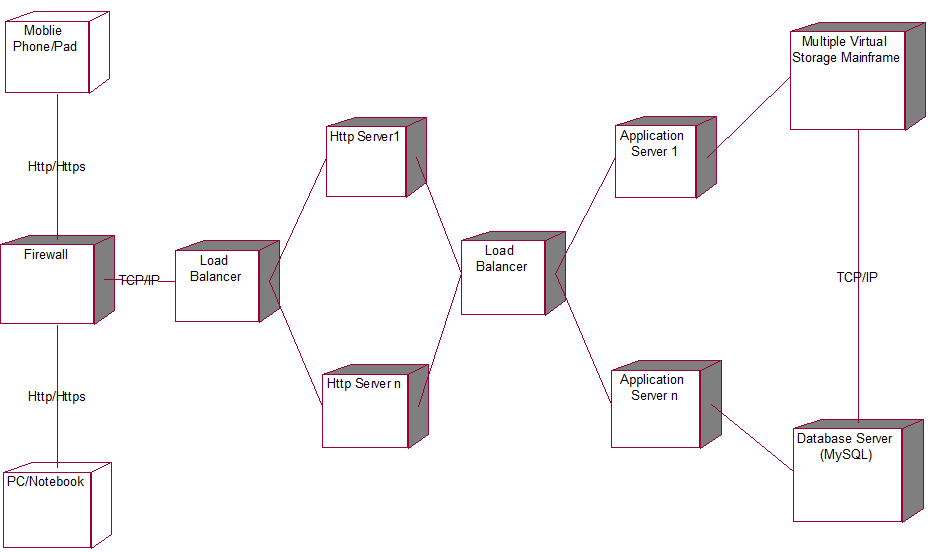 Moblie
Phone/Pad
Http/Https
Firewall
TCP/IP
Http/Https
PC/Notebook
Load
Balancer
Http Server1
Http Server n
Load
Balancer
Application
Server 1
Application
Server n
Multiple Virtual
Storage Mainframe
TCP/IP
Database Server
(MySQL)